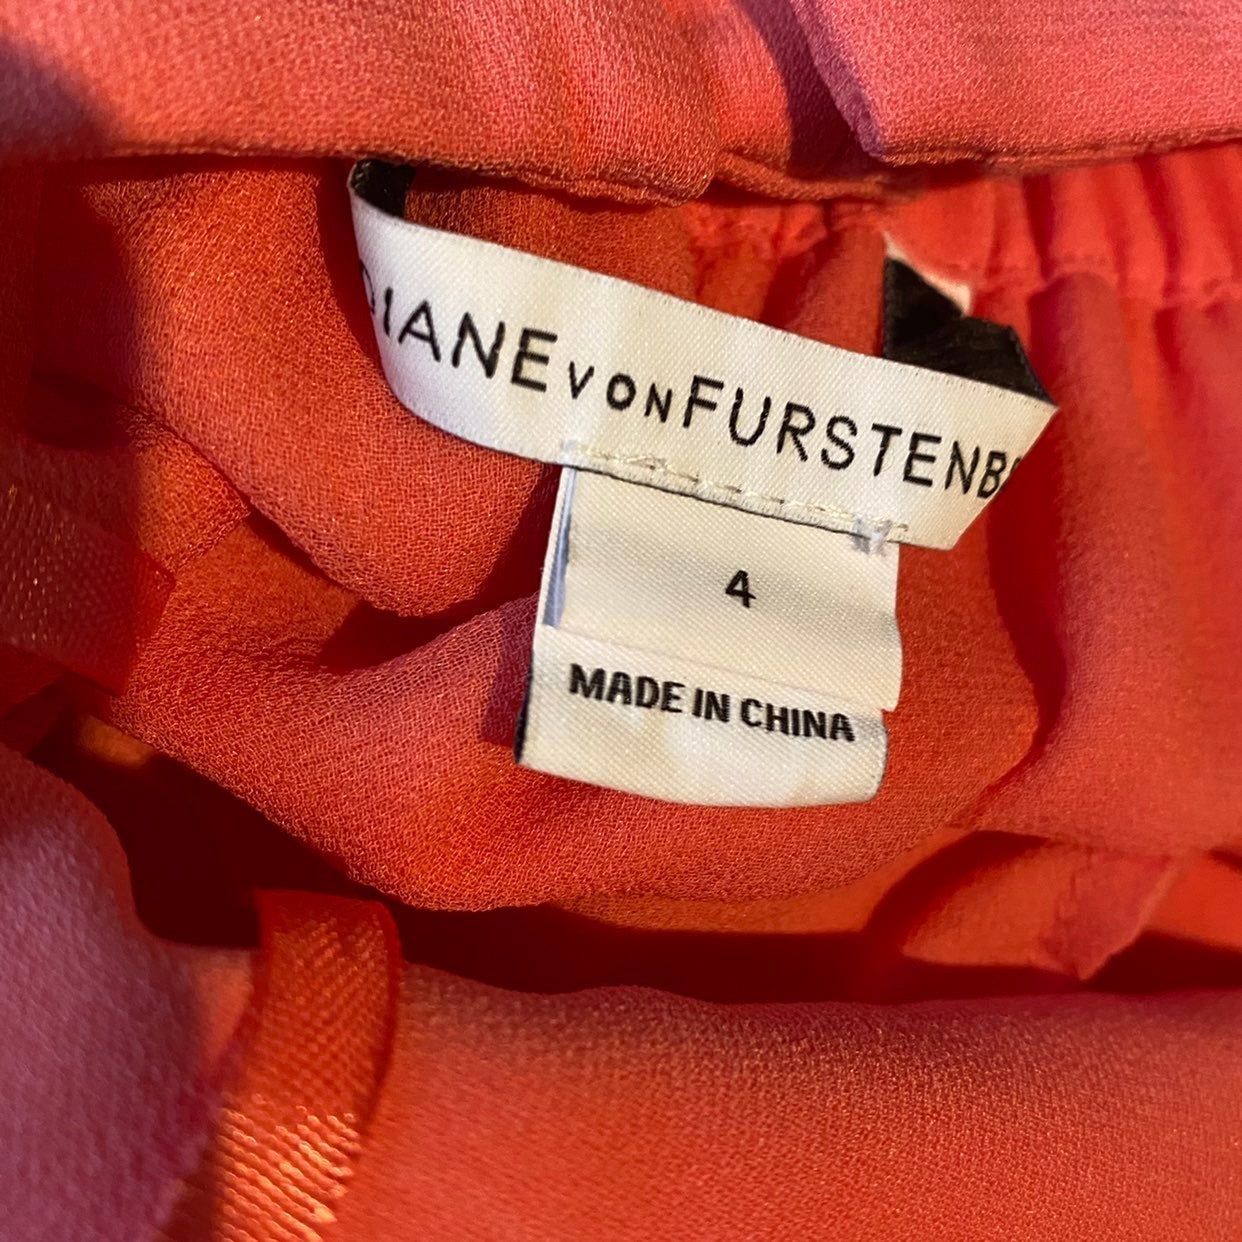 DIANE VON FURSTENB
4
MADE IN CHINA